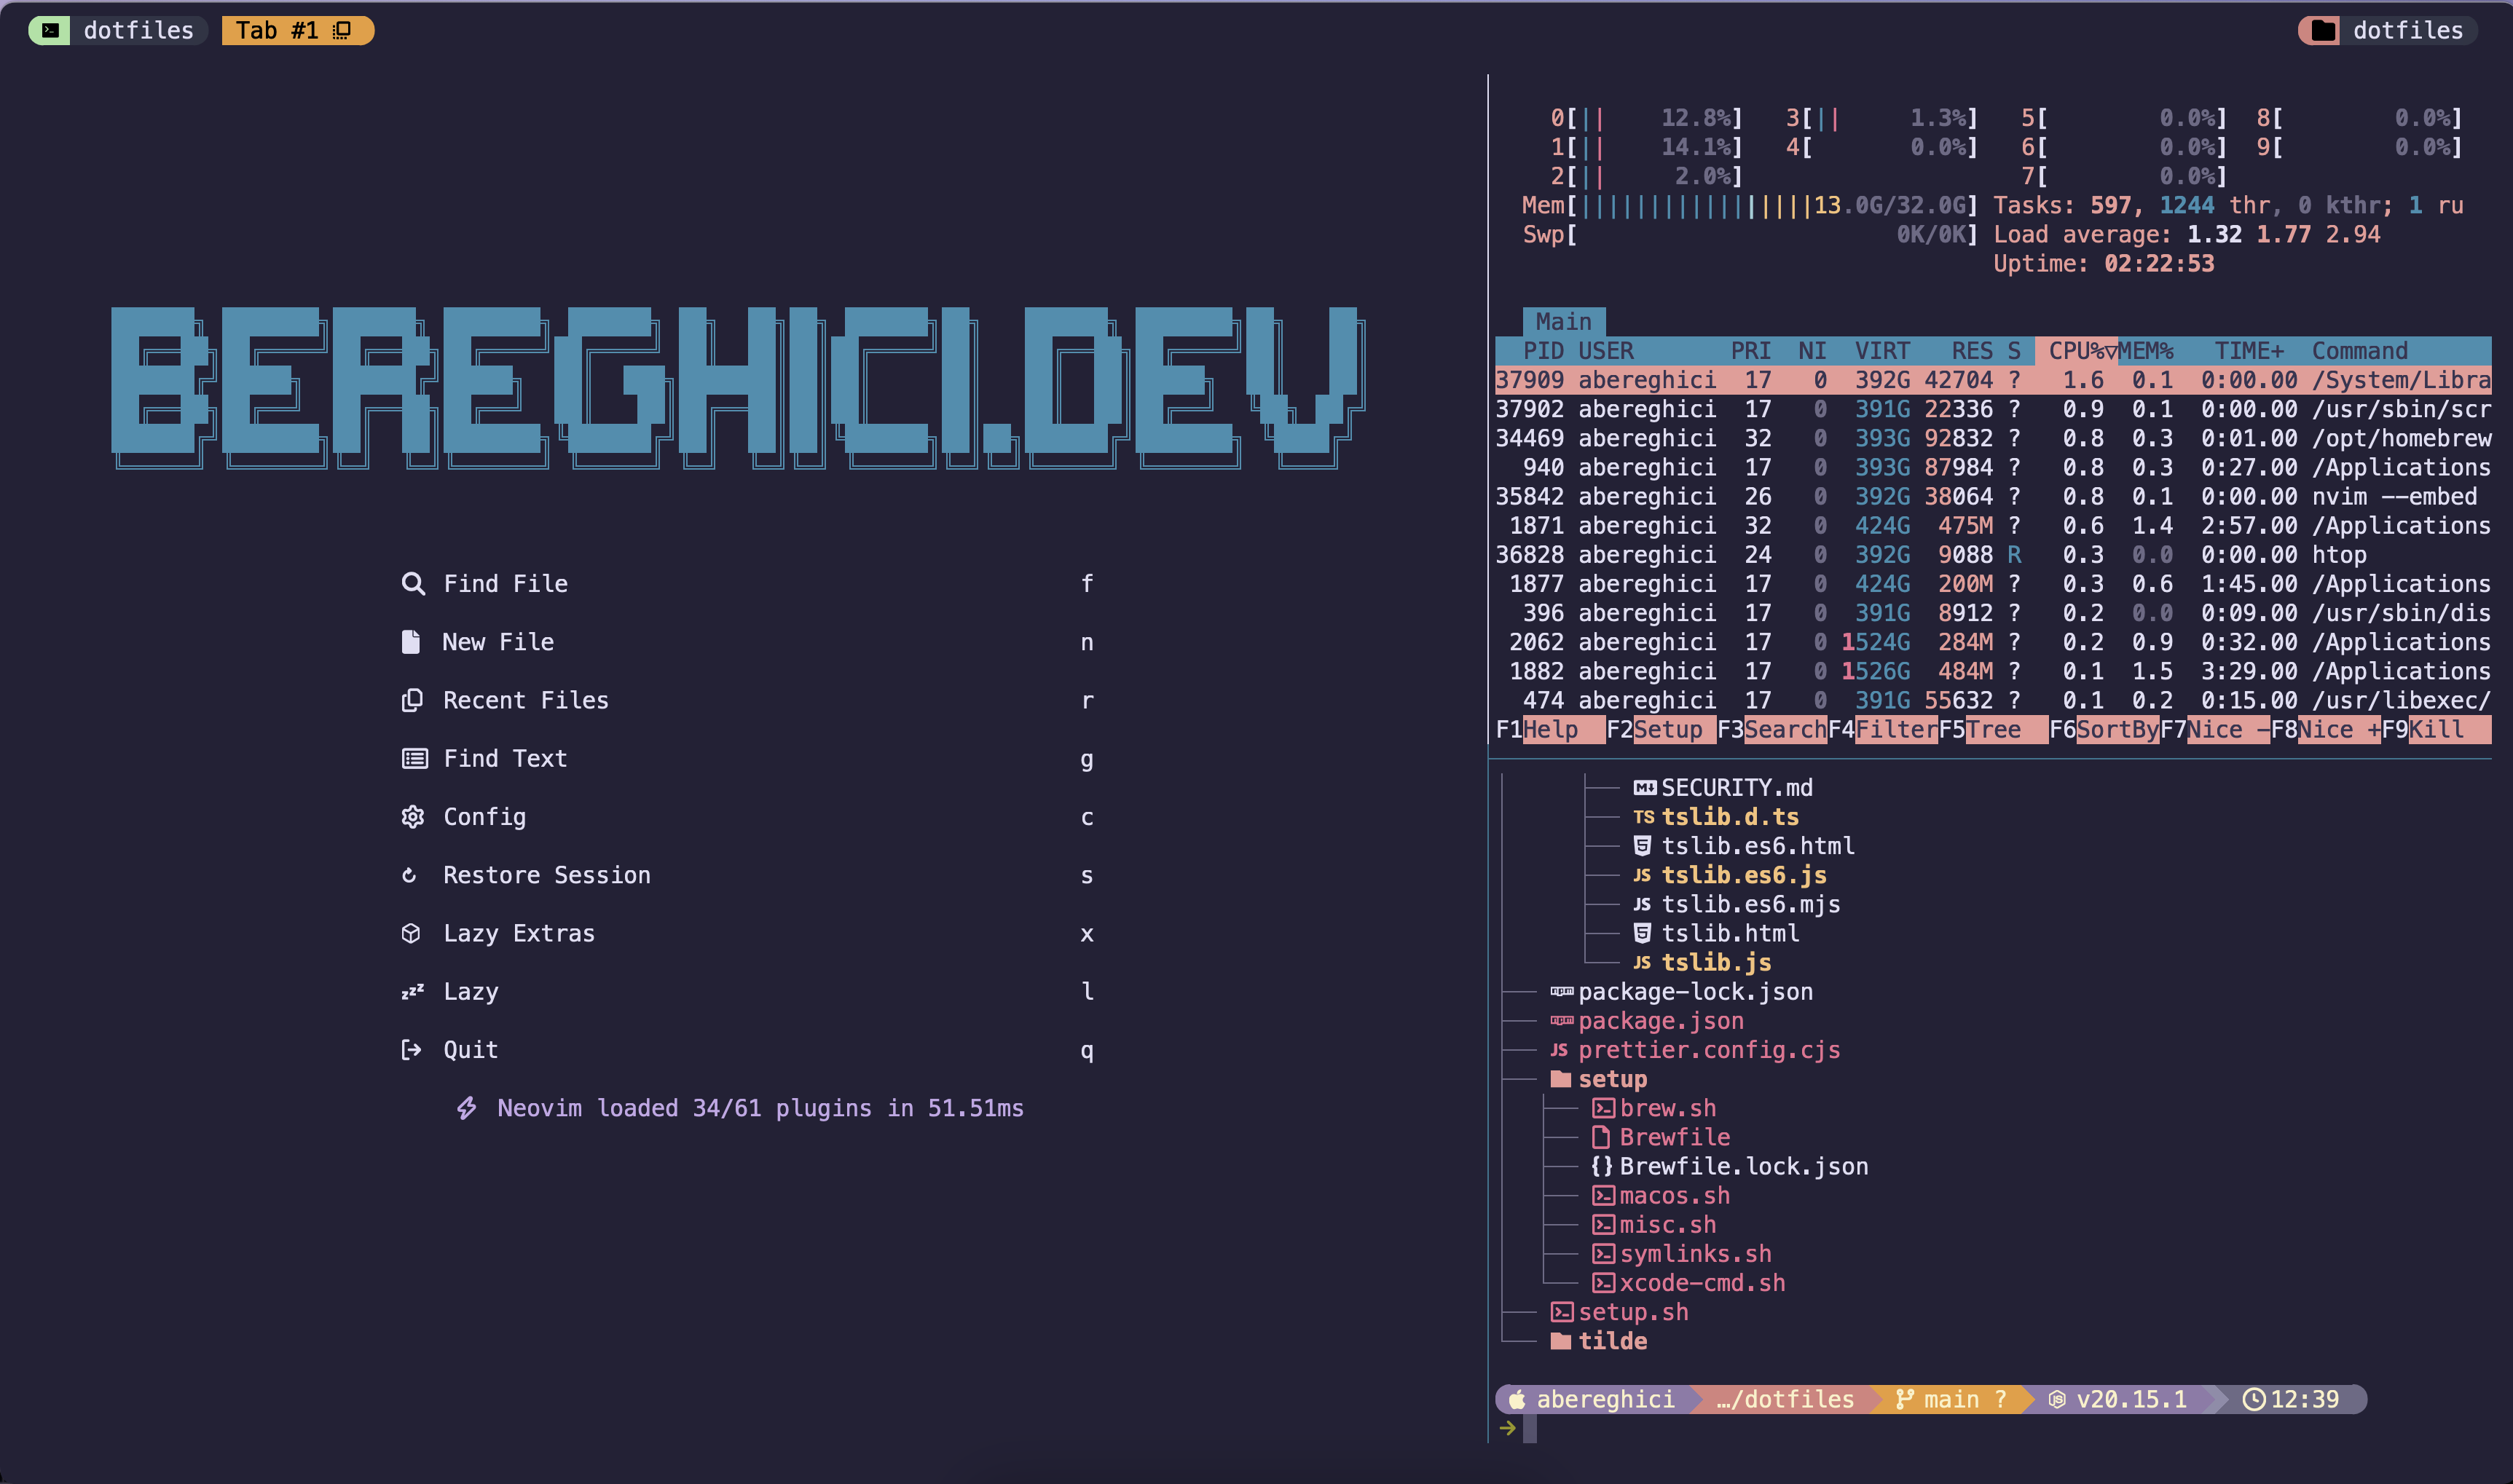 dotfiles Tab #1 dotfiles
BEREGHICI.DEV
Find File f
New File n
Recent Files r
Find Text g
Config c
Restore Session s
Lazy Extras x
Lazy l
Quit q
Neovim loaded 34/61 plugins in 51.51ms
0[|| 12.8%] 3[|| 1.3%] 5[ 0.0%] 8[ 0.0%]
1[|| 14.1%] 4[ 0.0%] 6[ 0.0%] 9[ 0.0%]
2[|| 2.0%] 7[ 0.0%]
Mem[|||||||||||||||||13.0G/32.0G] Tasks: 597, 1244 thr, 0 kthr; 1 ru
Swp[ 0K/0K] Load average: 1.32 1.77 2.94
Uptime: 02:22:53
Main
PID USER PRI NI VIRT RES S CPU%▽MEM% TIME+ Command
37909 abereghici 17 0 392G 42704 ? 1.6 0.1 0:00.00 /System/Libra
37902 abereghici 17 0 391G 22336 ? 0.9 0.1 0:00.00 /usr/sbin/scr
34469 abereghici 32 0 393G 92832 ? 0.8 0.3 0:01.00 /opt/homebrew
940 abereghici 17 0 393G 87984 ? 0.8 0.3 0:27.00 /Applications
35842 abereghici 26 0 392G 38064 ? 0.8 0.1 0:00.00 nvim --embed
1871 abereghici 32 0 424G 475M ? 0.6 1.4 2:57.00 /Applications
36828 abereghici 24 0 392G 9088 R 0.3 0.0 0:00.00 htop
1877 abereghici 17 0 424G 200M ? 0.3 0.6 1:45.00 /Applications
396 abereghici 17 0 391G 8912 ? 0.2 0.0 0:09.00 /usr/sbin/dis
2062 abereghici 17 0 1524G 284M ? 0.2 0.9 0:32.00 /Applications
1882 abereghici 17 0 1526G 484M ? 0.1 1.5 3:29.00 /Applications
474 abereghici 17 0 391G 55632 ? 0.1 0.2 0:15.00 /usr/libexec/
F1Help F2Setup F3SearchF4FilterF5Tree F6SortByF7Nice -F8Nice +F9Kill
SECURITY.md
TS tslib.d.ts
tslib.es6.html
JS tslib.es6.js
JS tslib.es6.mjs
tslib.html
JS tslib.js
npm package-lock.json
npm package.json
JS prettier.config.cjs
setup
brew.sh
Brewfile
{} Brewfile.lock.json
macos.sh
misc.sh
symlinks.sh
xcode-cmd.sh
setup.sh
tilde
abereghici …/dotfiles main ? v20.15.1 12:39
→